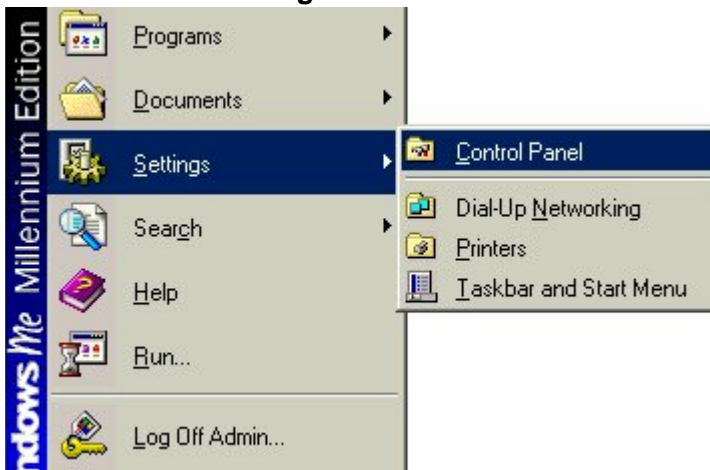 Programs
Documents
Settings
Search
Help
Run...
Log Off Admin...
Control Panel
Dial-Up Networking
Printers
Taskbar and Start Menu
ndows Me Millennium Edition